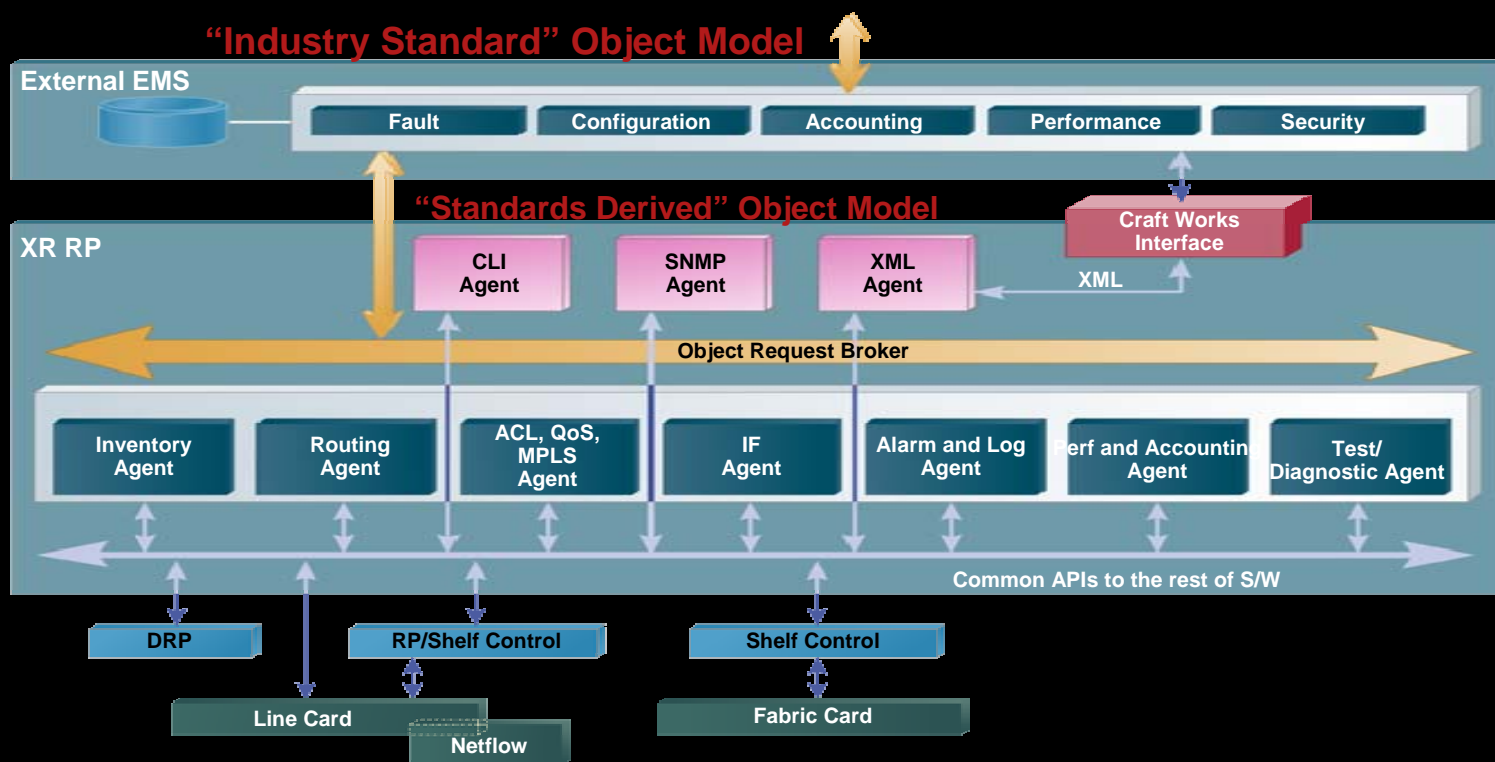 “Industry Standard” Object Model
External EMS
Fault
Configuration
Accounting
Performance
Security
“Standards Derived” Object Model
Craft Works
Interface
XR RP
CLI
Agent
SNMP
Agent
XML
Agent
XML
Object Request Broker
Inventory
Agent
Routing
Agent
ACL, QoS,
MPLS
Agent
IF
Agent
Alarm and Log
Agent
Perf and Accounting
Agent
Test/
Diagnostic Agent
Common APIs to the rest of S/W
DRP
RP/Shelf Control
Shelf Control
Line Card
Fabric Card
Netflow